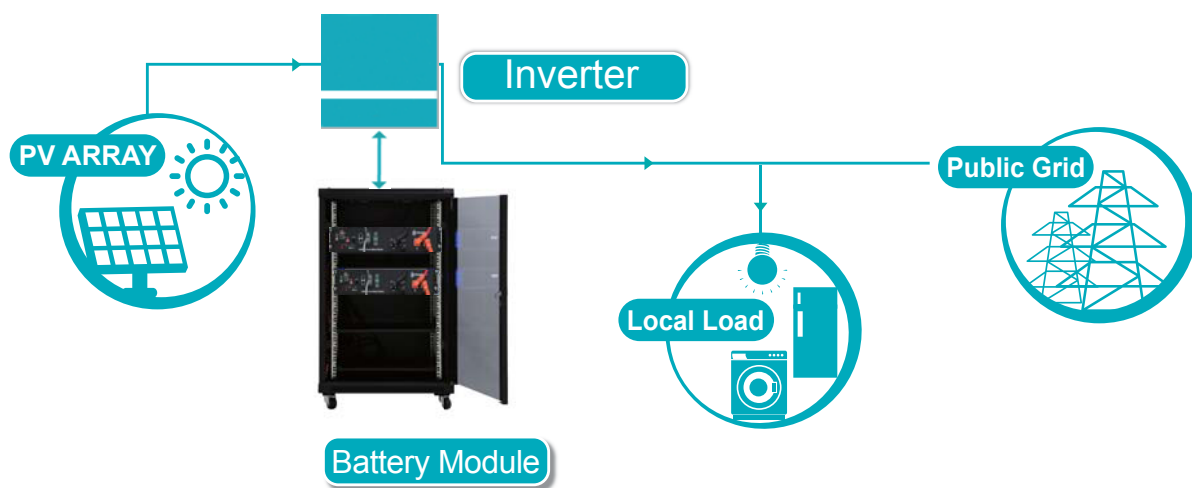 Inverter
PV ARRAY
Public Grid
Local Load
Battery Module